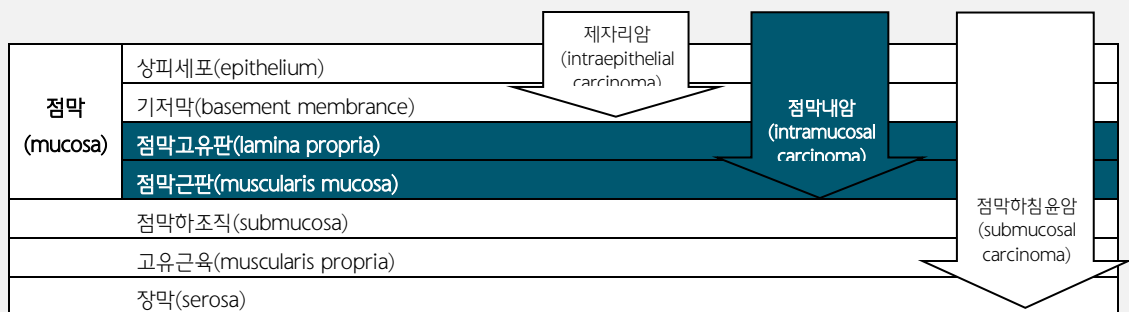 제자리암
(intraepithelial
carcinoma)
점막
(mucosa)
상피세포(epithelium)
기저막(basement membrance)
점막고유판(lamina propria)
점막근판(muscularis mucosa)
점막내암
(intramucosal
carcinoma)
점막하조직(submucosa)
고유근육(muscularis propria)
장막(serosa)
점막하침윤암
(submucosal
carcinoma)